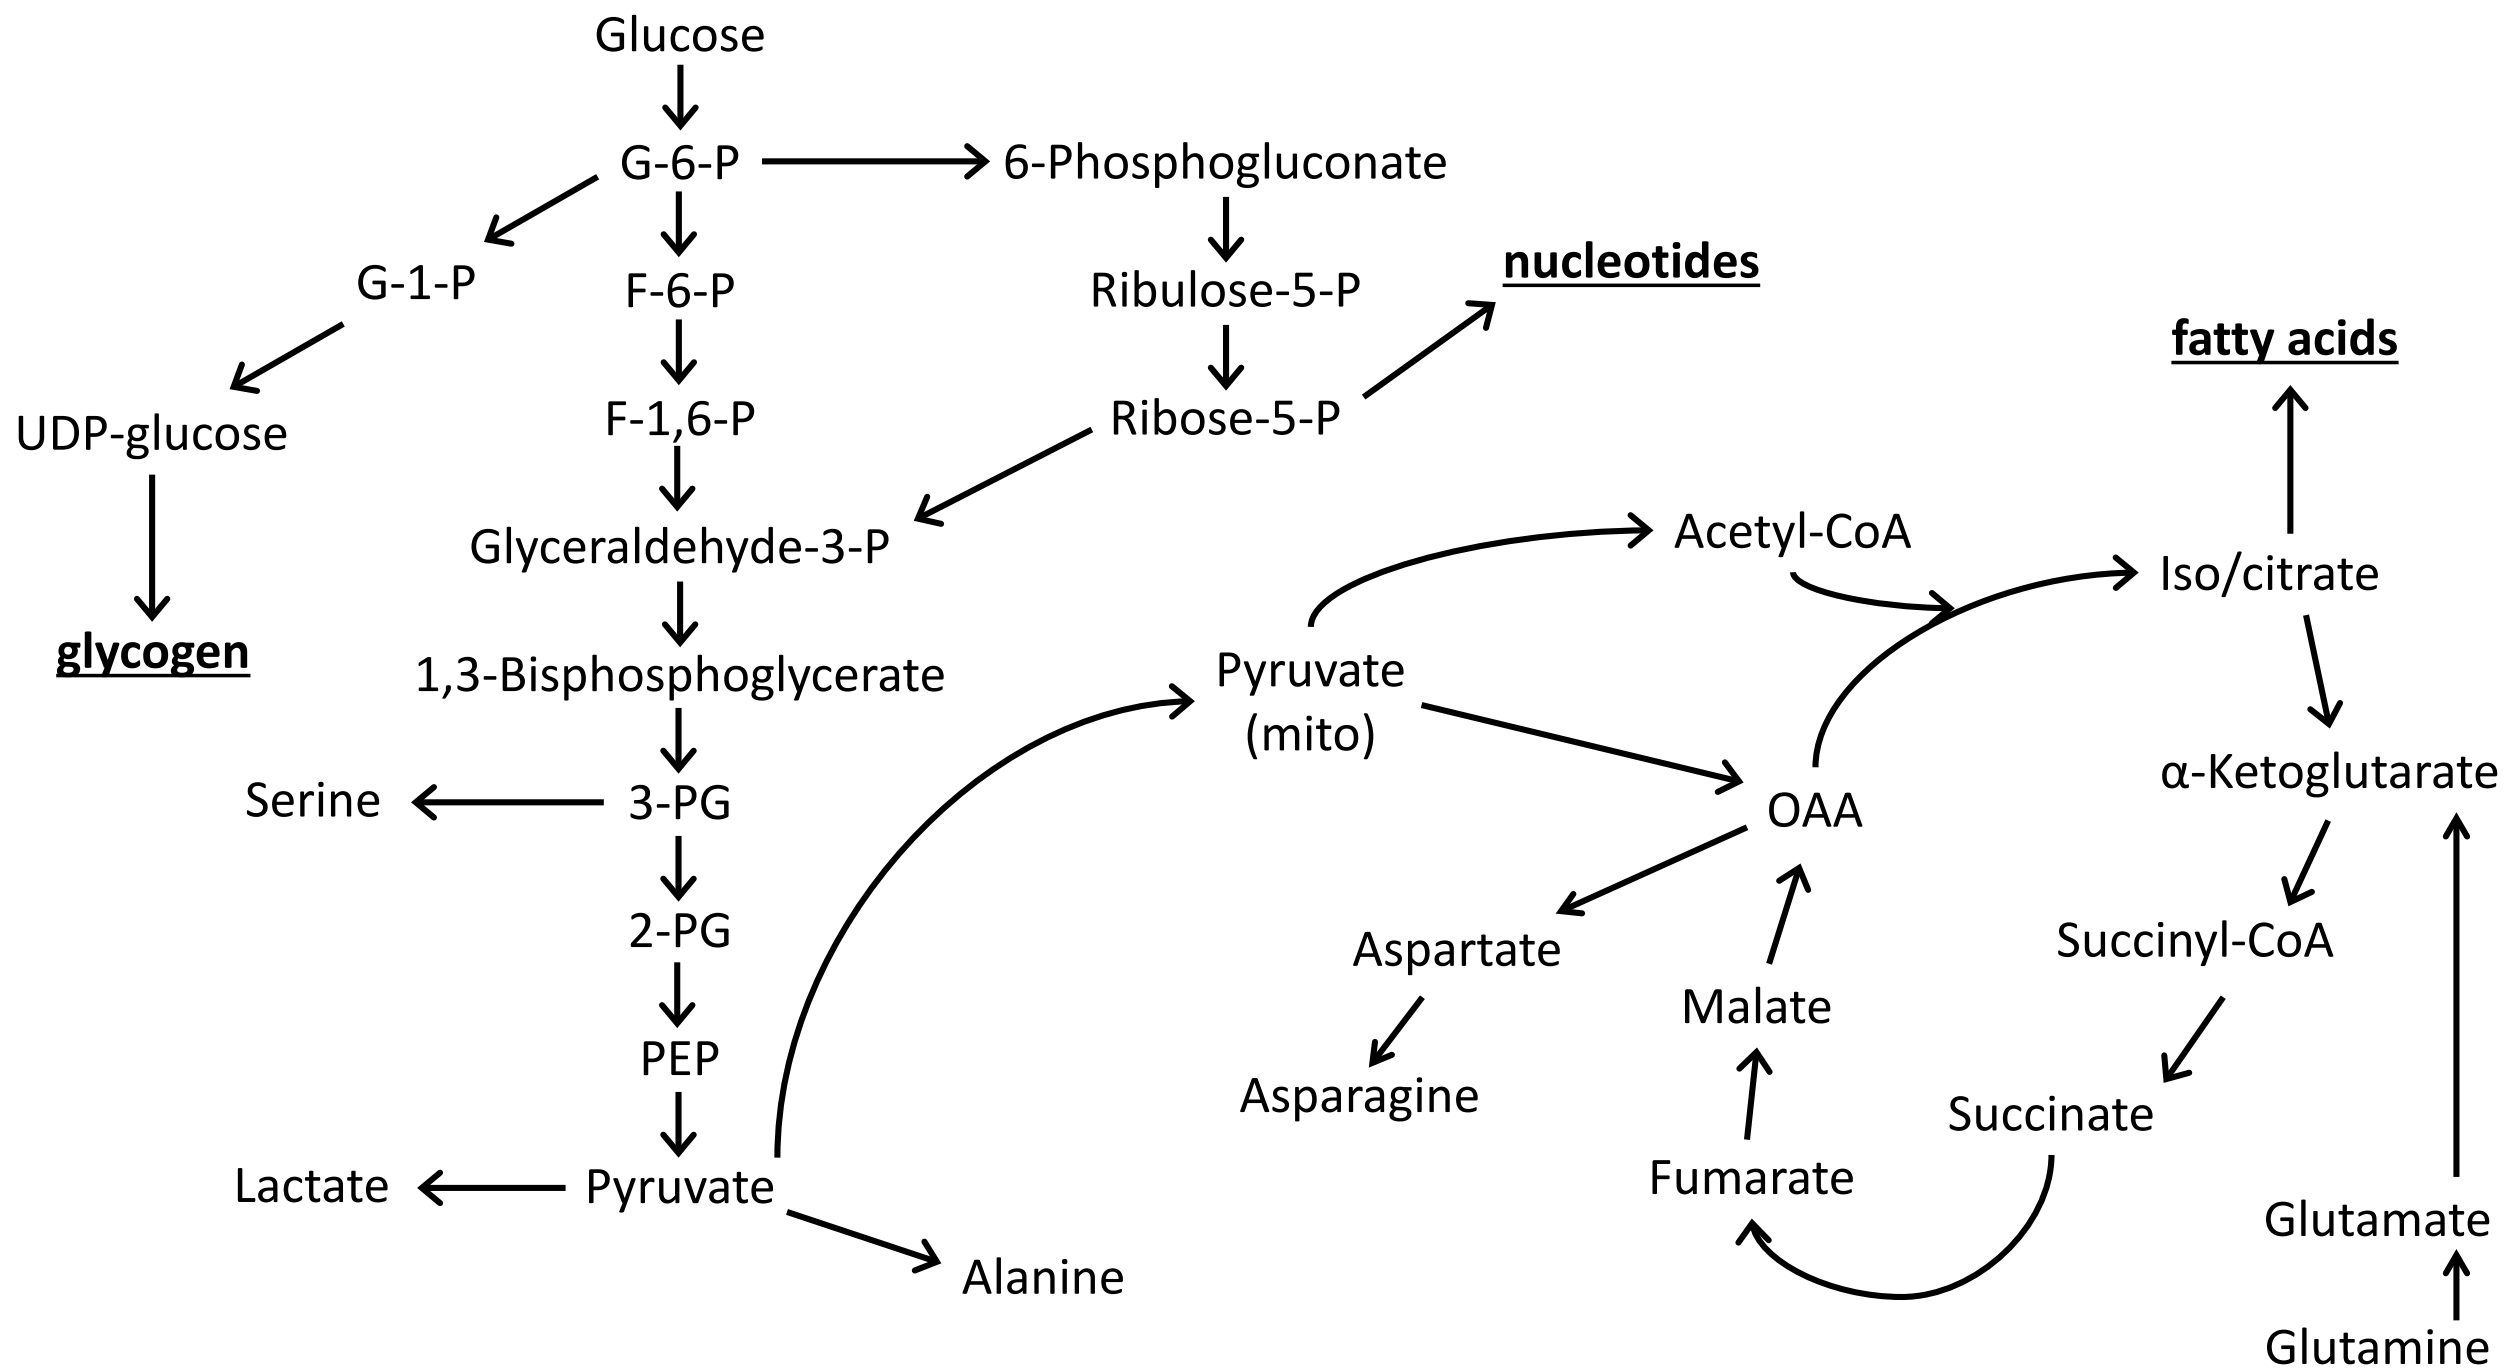 Glucose
G-6-P
6-Phosphogluconate
G-1-P
F-6-P
Ribulose-5-P
nucleotides
fatty acids
UDP-glucose
F-1,6-P
Ribose-5-P
Glyceraldehyde-3-P
Acetyl-CoA
Iso/citrate
glycogen
1,3-Bisphosphoglycerate
Pyruvate
(mito)
α-Ketoglutarate
Serine
3-PG
OAA
2-PG
Aspartate
Succinyl-CoA
Malate
PEP
Asparagine
Succinate
Fumarate
Lactate
Pyruvate
Glutamate
Alanine
Glutamine